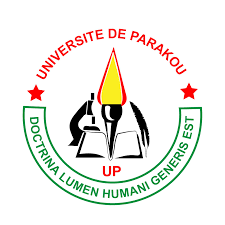 UNIVERSITE DE PARAKOU
UP
DOCTRINA LUMEN HUMANI GENERIS EST